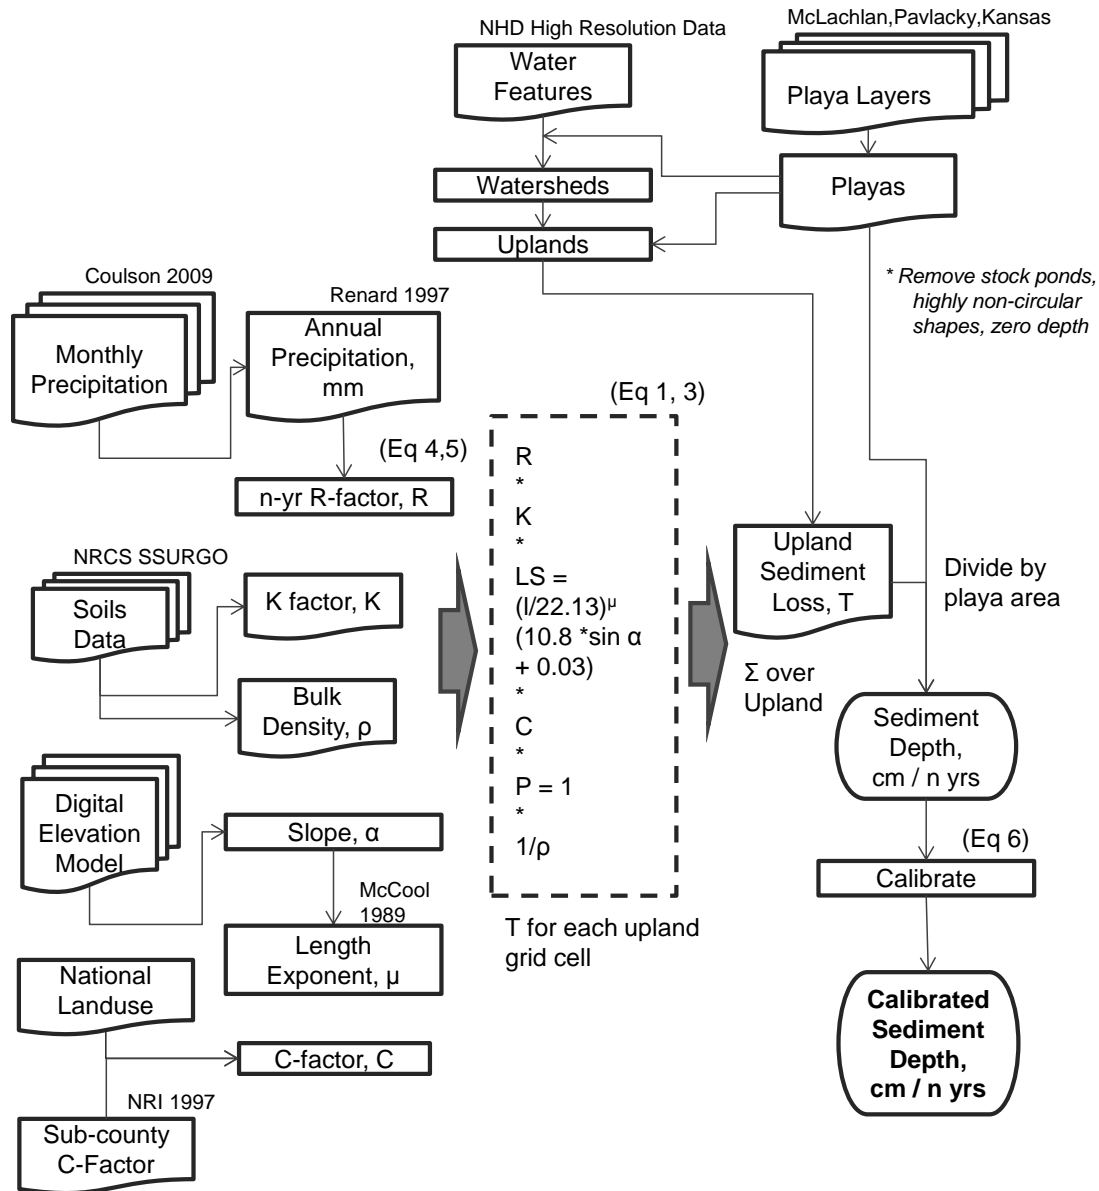 McLachlan,Pavlacky,Kansas
NHD High Resolution Data
Water
Features
Playa Layers
Watersheds
Playas
Uplands
Coulson 2009
* Remove stock ponds,
highly non-circular
shapes, zero depth
Renard 1997
Monthly
Precipitation
Annual
Precipitation,
mm
(Eq 1, 3)
(Eq 4,5)
n-yr R-factor, R
R
*
K
*
LS =
(l/22.13)^µ
(10.8 *sin α
+ 0.03)
*
C
*
P = 1
*
1/ρ
NRCS SSURGO
Soils
Data
K factor, K
Bulk
Density, ρ
Upland
Sediment
Loss, T
Divide by
playa area
Σ over
Upland
Sediment
Depth,
cm / n yrs
Digital
Elevation
Model
Slope, α
McCool
1989
Length
Exponent, µ
T for each upland
grid cell
(Eq 6)
Calibrate
National
Landuse
C-factor, C
NRI 1997
Sub-county
C-Factor
Calibrated
Sediment
Depth,
cm / n yrs